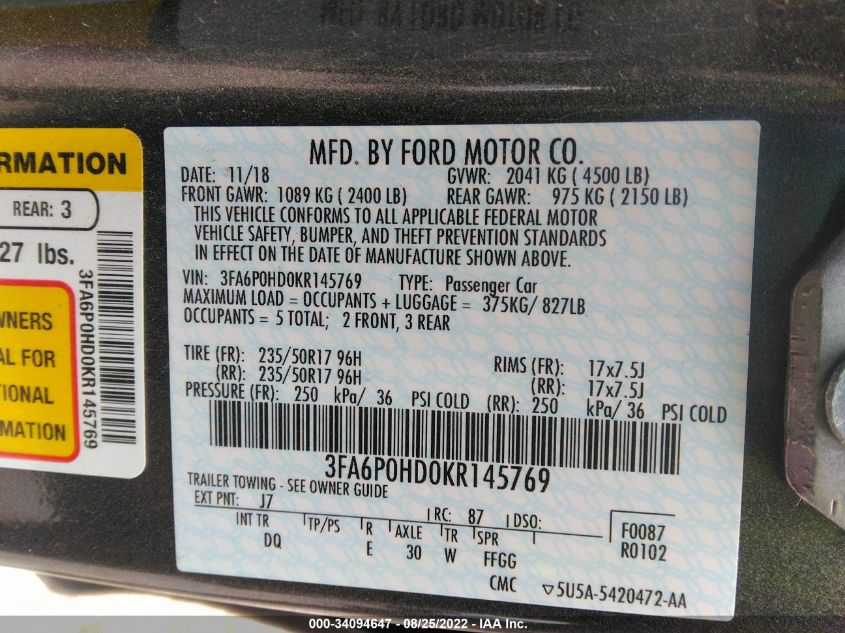 MFD. BY FORD MOTOR CO.
RMATION
REAR: 3
27 lbs.
WNERS
AL FOR
TIONAL
MATION
3FA6P0HD0KR145769
MFD. BY FORD MOTOR CO.
DATE: 11/18 GVWR: 2041 KG ( 4500 LB)
FRONT GAWR: 1089 KG ( 2400 LB) REAR GAWR: 975 KG ( 2150 LB)
THIS VEHICLE CONFORMS TO ALL APPLICABLE FEDERAL MOTOR
VEHICLE SAFETY, BUMPER, AND THEFT PREVENTION STANDARDS
IN EFFECT ON THE DATE OF MANUFACTURE SHOWN ABOVE.
VIN: 3FA6P0HD0KR145769 TYPE: Passenger Car
MAXIMUM LOAD = OCCUPANTS + LUGGAGE = 375KG/ 827LB
OCCUPANTS = 5 TOTAL; 2 FRONT, 3 REAR
TIRE (FR): 235/50R17 96H RIMS (FR): 17x7.5J
(RR): 235/50R17 96H (RR): 17x7.5J
PRESSURE (FR): 250 kPa/ 36 PSI COLD (RR): 250 kPa/ 36 PSI COLD
3FA6P0HD0KR145769
TRAILER TOWING - SEE OWNER GUIDE
EXT PNT: J7 RC: 87 DSO: F0087
INT TR TP/PS R AXLE TR SPR R0102
DQ E 30 W FFGG
CMC ▽5U5A-5420472-AA
000-34094647 - 08/25/2022 - IAA Inc.